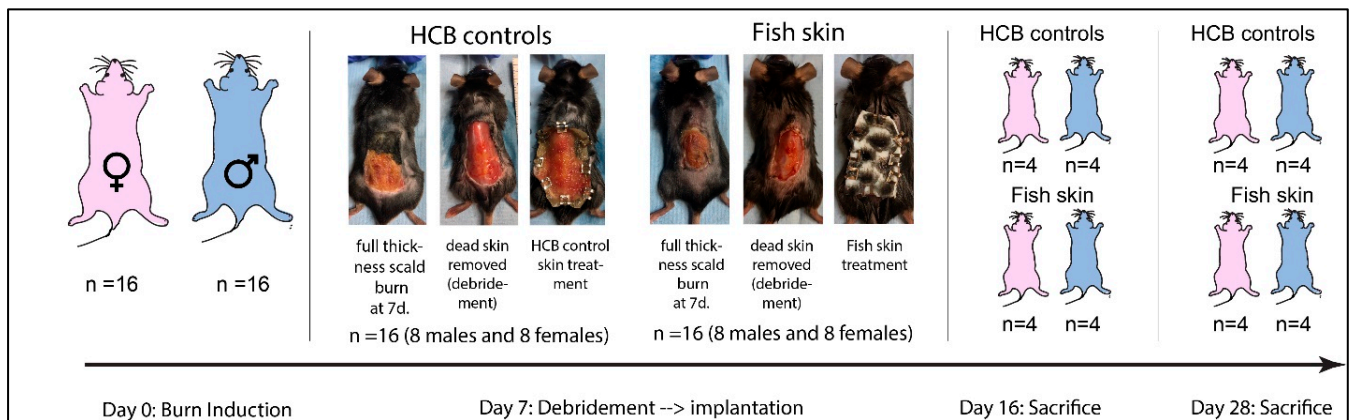 HCB controls
Fish skin
HCB controls
HCB controls
♀
♂
n =16
n =16
full thick-
ness scald
burn
at 7d.
dead skin
removed
(debride-
ment)
HCB control
skin treat-
ment
n =16 (8 males and 8 females)
full thick-
ness scald
burn
at 7d.
dead skin
removed
(debride-
ment)
Fish skin
treatment
n =16 (8 males and 8 females)
n=4
n=4
Fish skin
n=4
n=4
n=4
n=4
Fish skin
n=4
n=4
Day 0: Burn Induction
Day 7: Debridement --> implantation
Day 16: Sacrifice
Day 28: Sacrifice